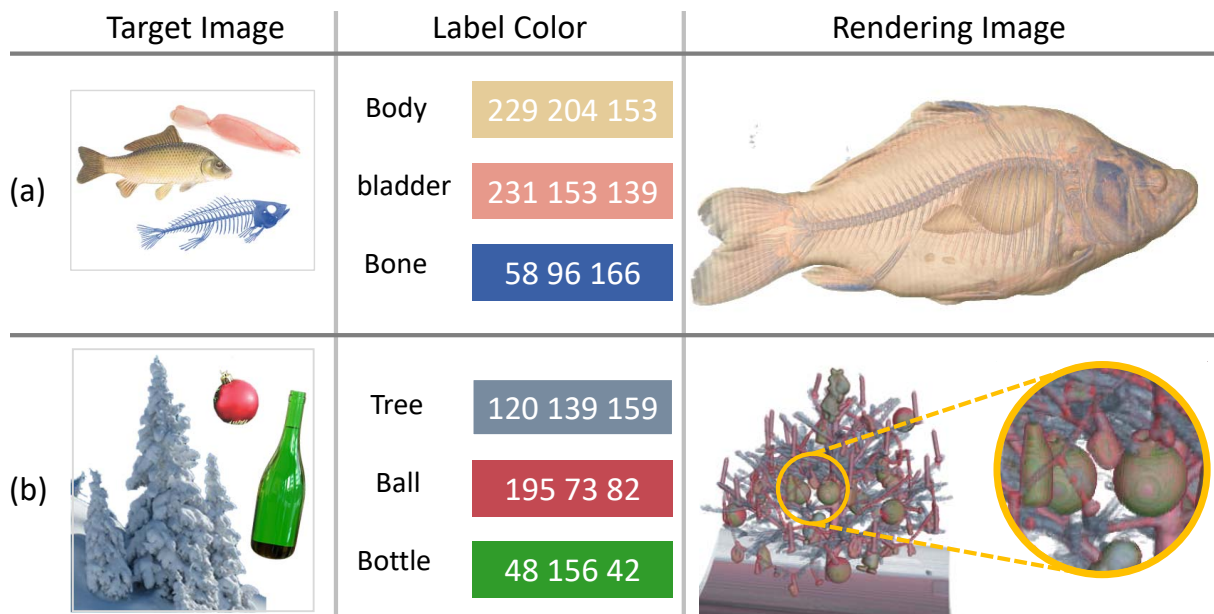 Target Image
Label Color
Rendering Image
(a)
Body
229 204 153
bladder
231 153 139
Bone
58 96 166
(b)
Tree
120 139 159
Ball
195 73 82
Bottle
48 156 42